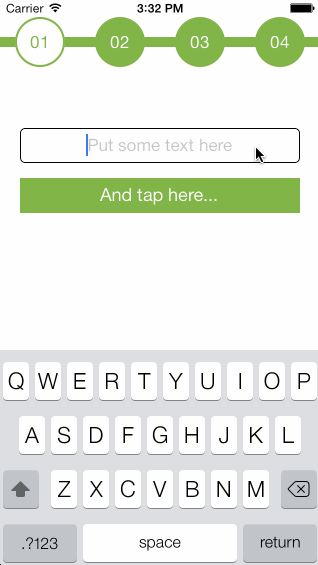 Carrier 3:32 PM
01 02 03 04
Put some text here
And tap here...
Q W E R T Y U I O P
A S D F G H J K L
Z X C V B N M
.?123 space return